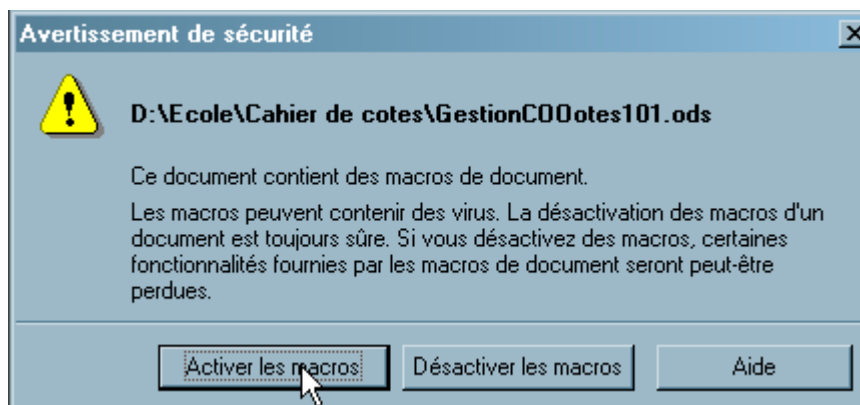 Avertissement de sécurité
D:\Ecole\Cahier de cotes\GestionCOOotes101.ods
Ce document contient des macros de document.
Les macros peuvent contenir des virus. La désactivation des macros d'un
document est toujours sûre. Si vous désactivez des macros, certaines
fonctionnalités fournies par les macros de document seront peut-être
perdues.
Activer les macros
Désactiver les macros
Aide